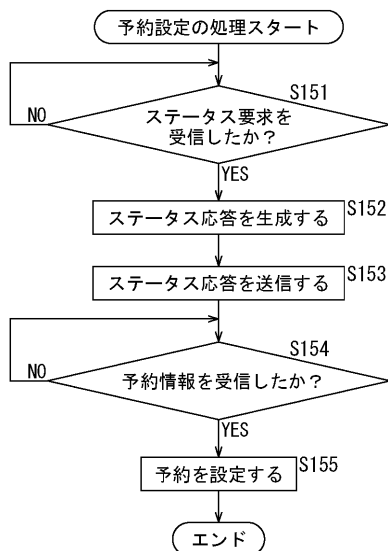 予約設定の処理スタート
S151
ステータス要求を
受信したか？
NO
YES
ステータス応答を生成する
S152
ステータス応答を送信する
S153
S154
予約情報を受信したか？
NO
YES
予約を設定する
S155
エンド